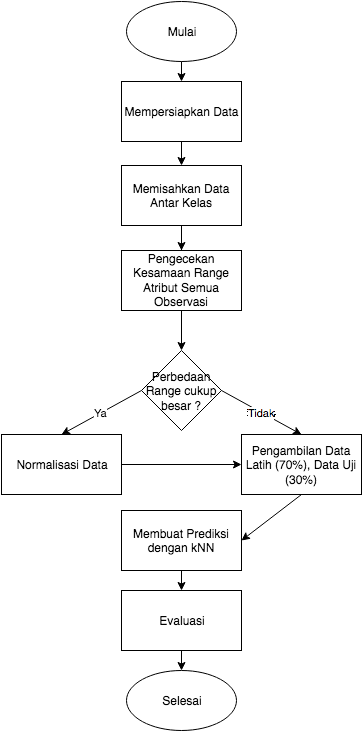 Mulai
Mempersiapkan Data
Memisahkan Data
Antar Kelas
Pengecekan
Kesamaan Range
Atribut Semua
Observasi
Perbedaan
Range cukup
besar ?
Ya
Tidak
Normalisasi Data
Pengambilan Data
Latih (70%), Data Uji
(30%)
Membuat Prediksi
dengan kNN
Evaluasi
Selesai